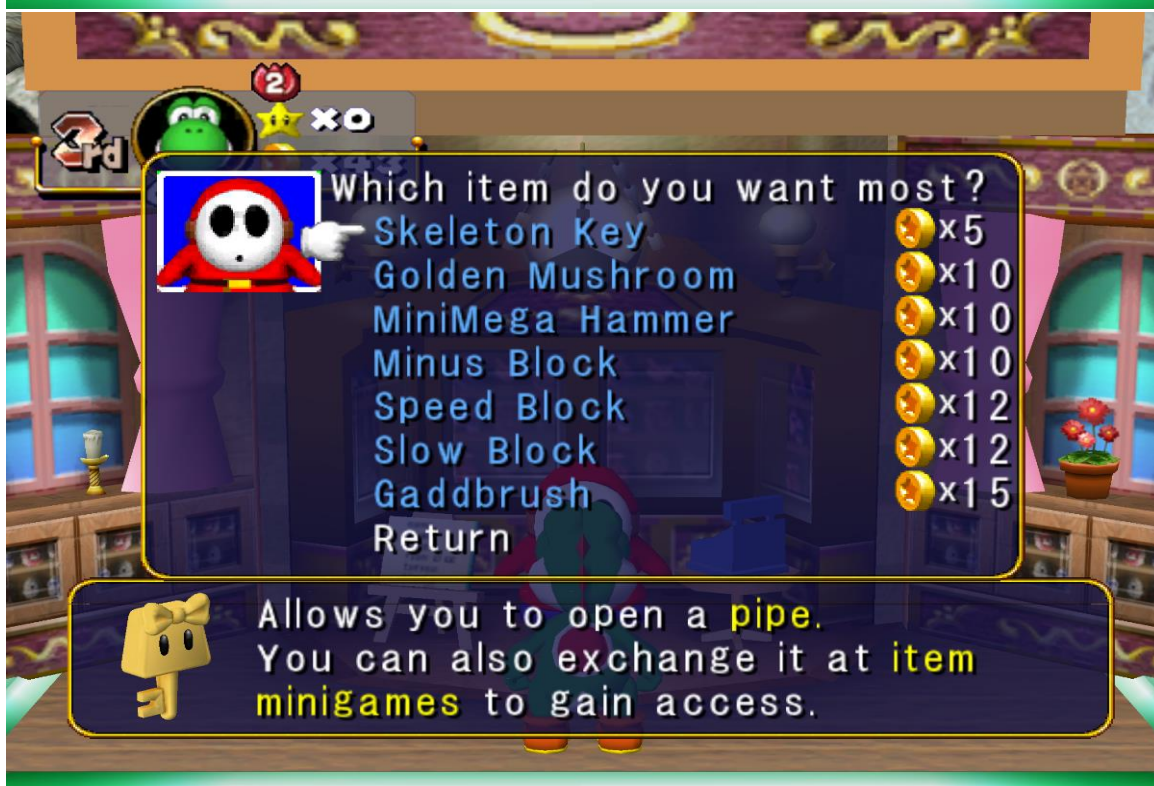 2
3rd
×0
×43
Which item do you want most?
Skeleton Key ×5
Golden Mushroom ×10
MiniMega Hammer ×10
Minus Block ×10
Speed Block ×12
Slow Block ×12
Gaddbrush ×15
Return
Allows you to open a pipe.
You can also exchange it at item
minigames to gain access.